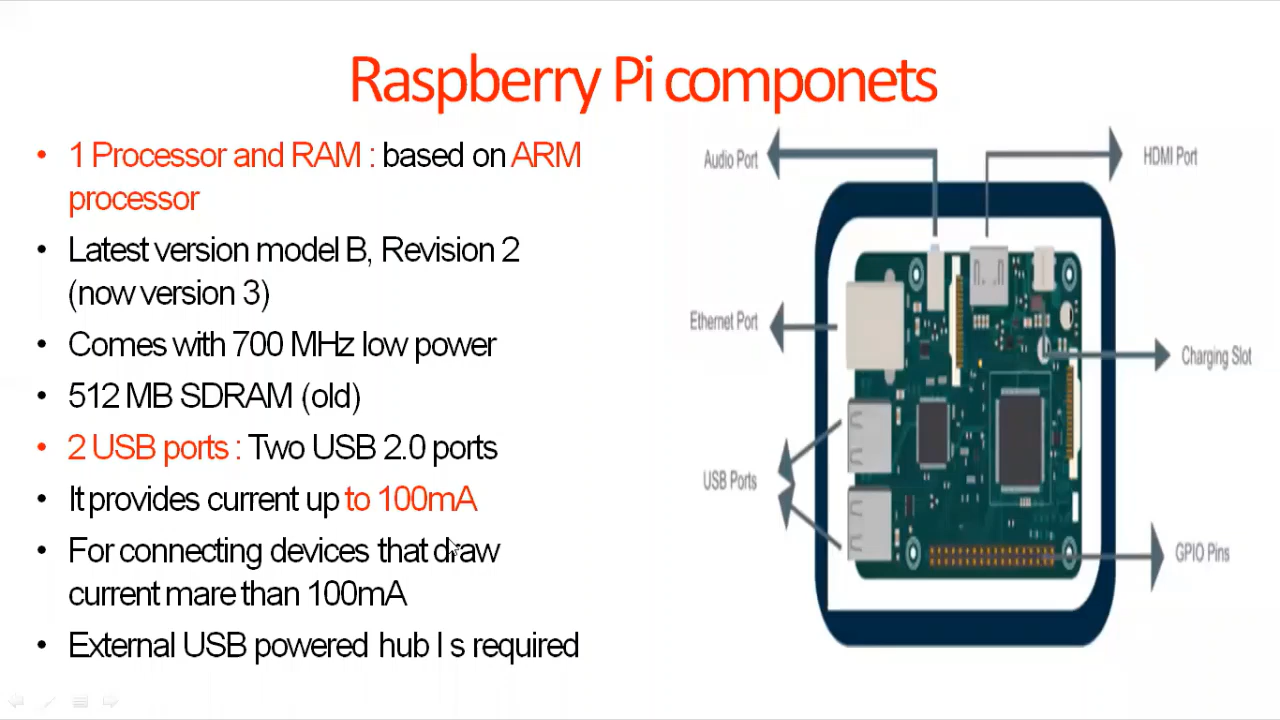 Raspberry Pi componets
• 1 Processor and RAM : based on ARM
processor
• Latest version model B, Revision 2
(now version 3)
• Comes with 700 MHz low power
• 512 MB SDRAM (old)
• 2 USB ports : Two USB 2.0 ports
• It provides current up to 100mA
• For connecting devices that draw
current mare than 100mA
• External USB powered hub I s required
Audio Port
HDMI Port
Ethernet Port
Charging Slot
USB Ports
GPIO Pins